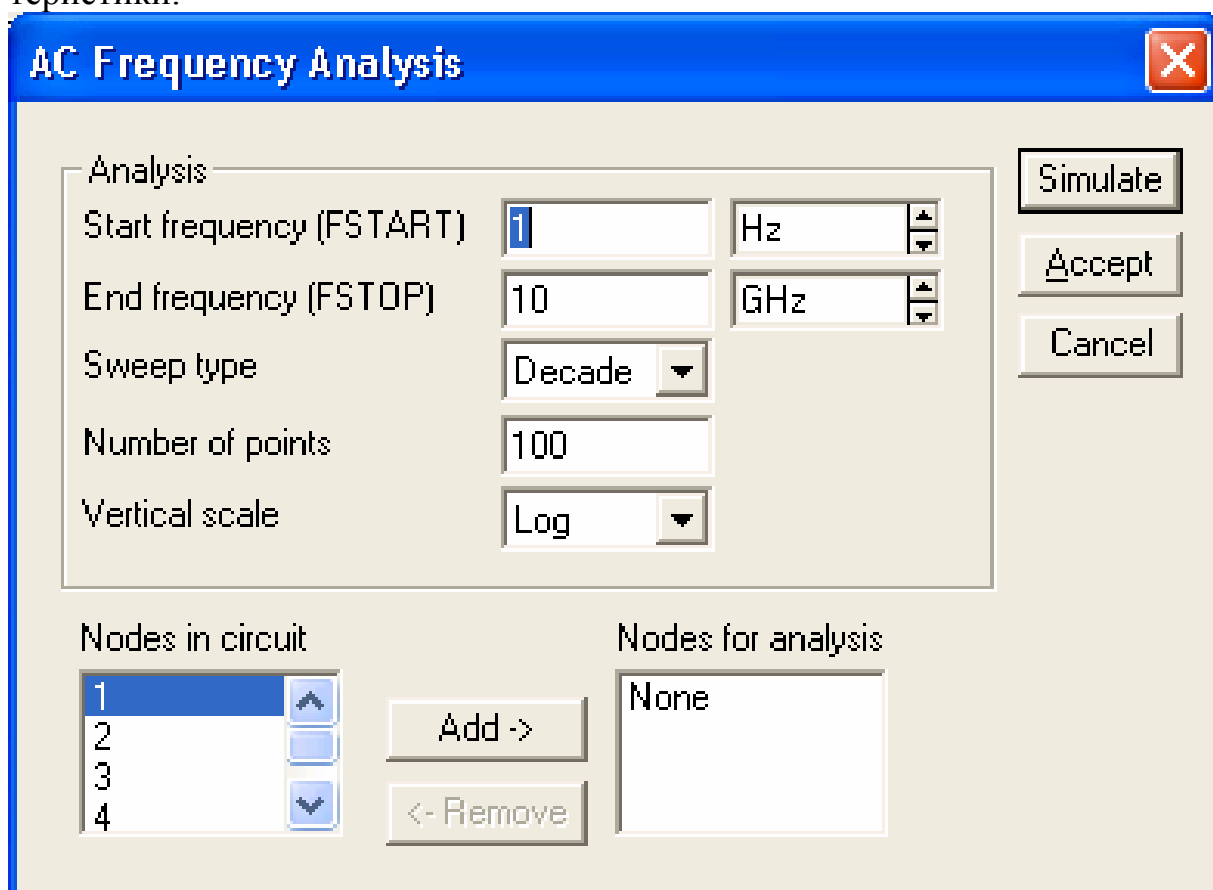 теристики.
AC Frequency Analysis
Analysis
Start frequency (FSTART) 1 Hz
End frequency (FSTOP) 10 GHz
Sweep type Decade
Number of points 100
Vertical scale Log
Simulate
Accept
Cancel
Nodes in circuit
1
2
3
4
Add ->
<- Remove
Nodes for analysis
None